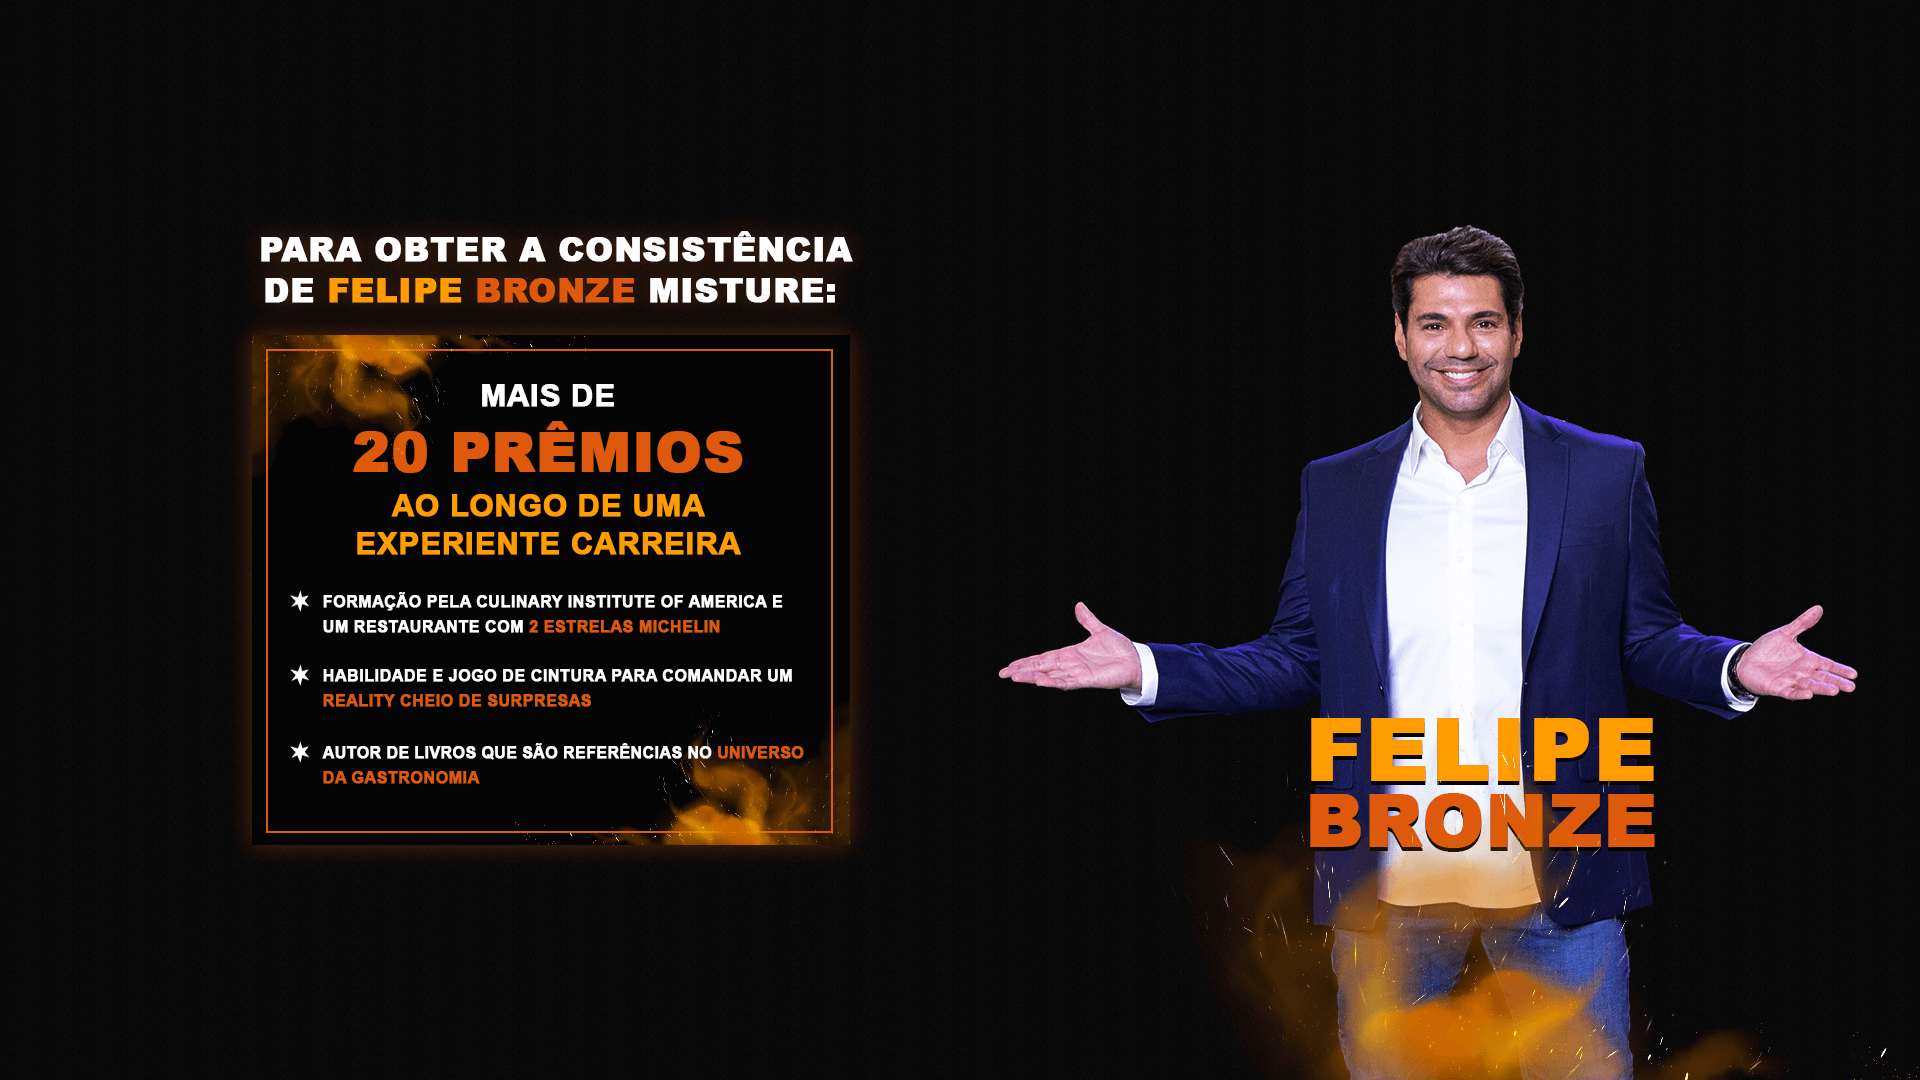 PARA OBTER A CONSISTÊNCIA
DE FELIPE BRONZE MISTURE:
MAIS DE
20 PRÊMIOS
AO LONGO DE UMA
EXPERIENTE CARREIRA
FORMAÇÃO PELA CULINARY INSTITUTE OF AMERICA E
UM RESTAURANTE COM 2 ESTRELAS MICHELIN
HABILIDADE E JOGO DE CINTURA PARA COMANDAR UM
REALITY CHEIO DE SURPRESAS
AUTOR DE LIVROS QUE SÃO REFERÊNCIAS NO UNIVERSO
DA GASTRONOMIA
FELIPE
BRONZE